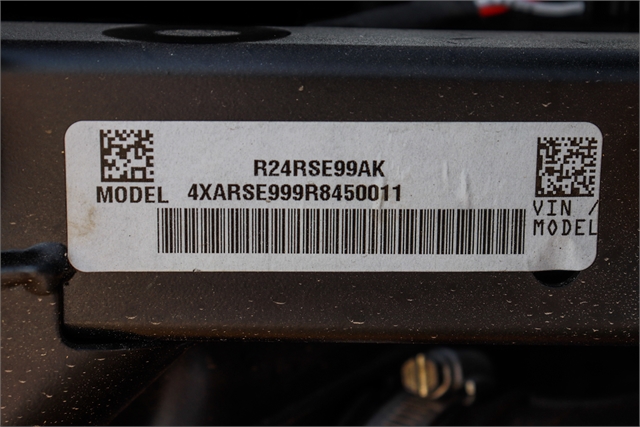 R24RSE99AK
MODEL 4XARSE999R8450011
VIN /
MODEL